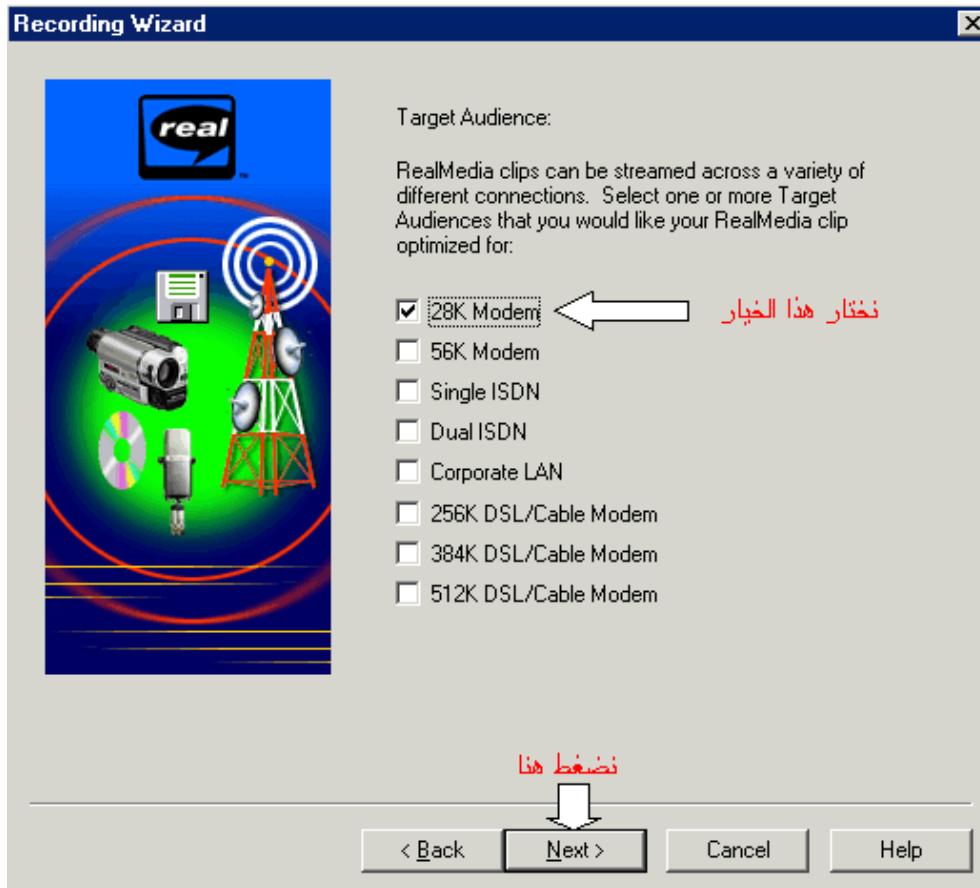 Recording Wizard
real
Target Audience:
RealMedia clips can be streamed across a variety of
different connections.  Select one or more Target
Audiences that you would like your RealMedia clip
optimized for:
28K Modem
نختار هذا الخيار
56K Modem
Single ISDN
Dual ISDN
Corporate LAN
256K DSL/Cable Modem
384K DSL/Cable Modem
512K DSL/Cable Modem
نضغط هنا
< Back
Next >
Cancel
Help